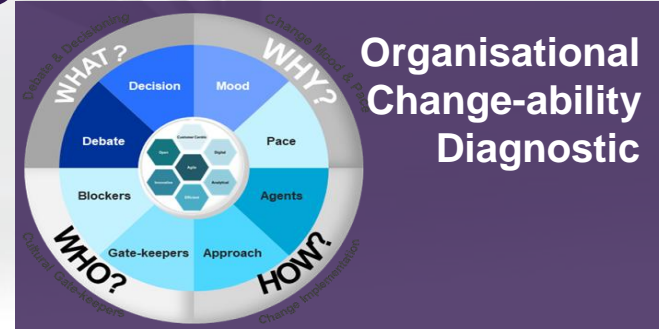 Organisational
Change-ability
Diagnostic
Debate & Decisioning
WHAT?
Change Mood & Pace
WHY?
Decision
Mood
Debate
Pace
Blockers
Agents
Gate-keepers
Approach
WHO?
Cultural Gate-keepers
HOW?
Change Implementation
Customer Centric
Open
Digital
Agile
Innovative
Analytical
Efficient